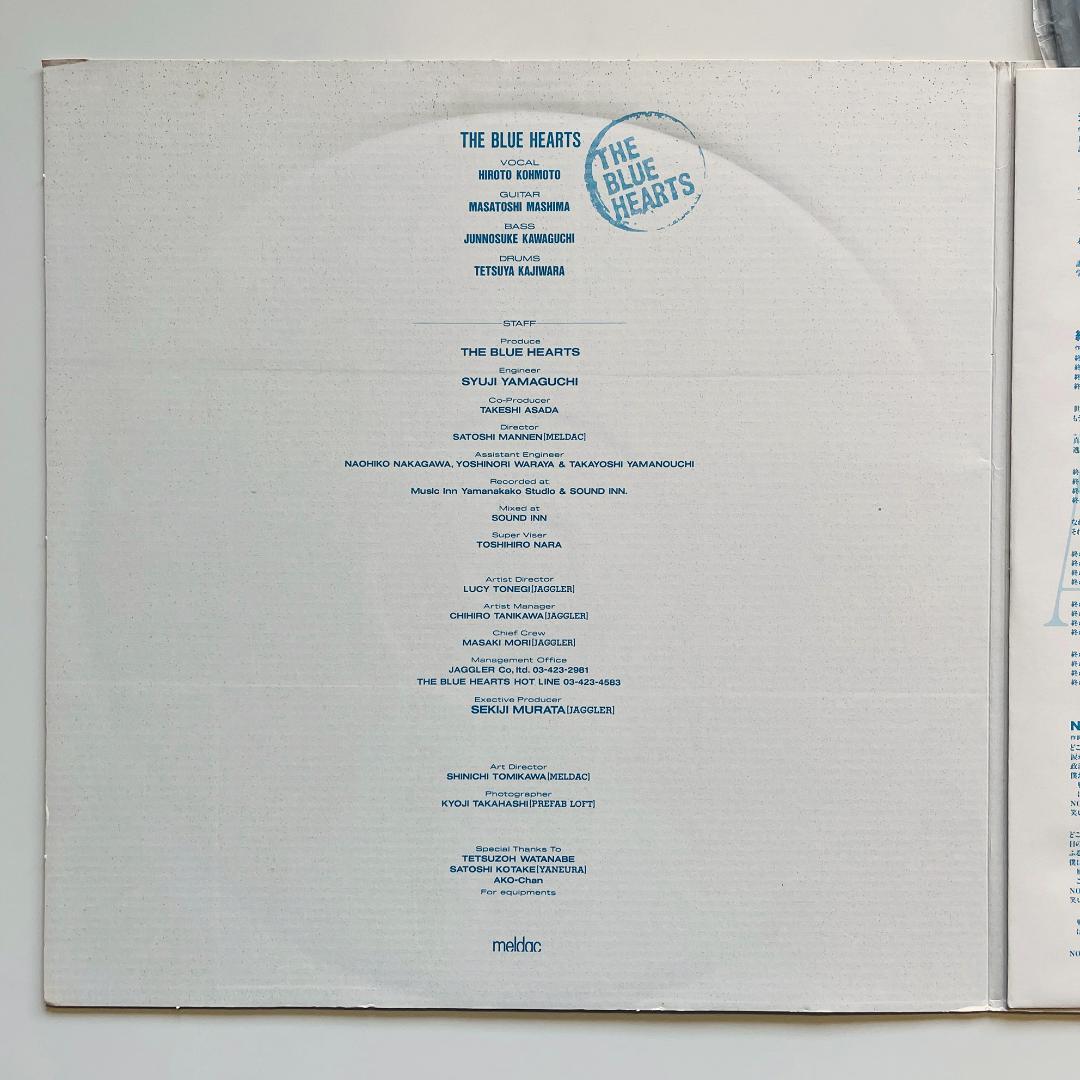 THE BLUE HEARTS
VOCAL
HIROTO KOHMOTO
GUITAR
MASATOSHI MASHIMA
BASS
JUNNOSUKE KAWAGUCHI
DRUMS
TETSUYA KAJIWARA
THE
BLUE
HEARTS
STAFF
Produce
THE BLUE HEARTS
Engineer
SYUJI YAMAGUCHI
Co-Producer
TAKESHI ASADA
Director
SATOSHI MANNEN[MELDAC]
Assistant Engineer
NAOHIKO NAKAGAWA, YOSHINORI WARAYA & TAKAYOSHI YAMANOUCHI
Recorded at
Music Inn Yamanakako Studio & SOUND INN.
Mixed at
SOUND INN
Super Viser
TOSHIHIRO NARA
Artist Director
LUCY TONEGI[JAGGLER]
Artist Manager
CHIHIRO TANIKAWA[JAGGLER]
Chief Crew
MASAKI MORI[JAGGLER]
Management Office
JAGGLER Co,ltd. 03-423-2981
THE BLUE HEARTS HOT LINE 03-423-4583
Exective Producer
SEKIJI MURATA[JAGGLER]
Art Director
SHINICHI TOMIKAWA[MELDAC]
Photographer
KYOJI TAKAHASHI[PREFAB LOFT]
Special Thanks To
TETSUZOH WATANABE
SATOSHI KOTAKE[YANEURA]
AKO-Chan
For equipments
meldac